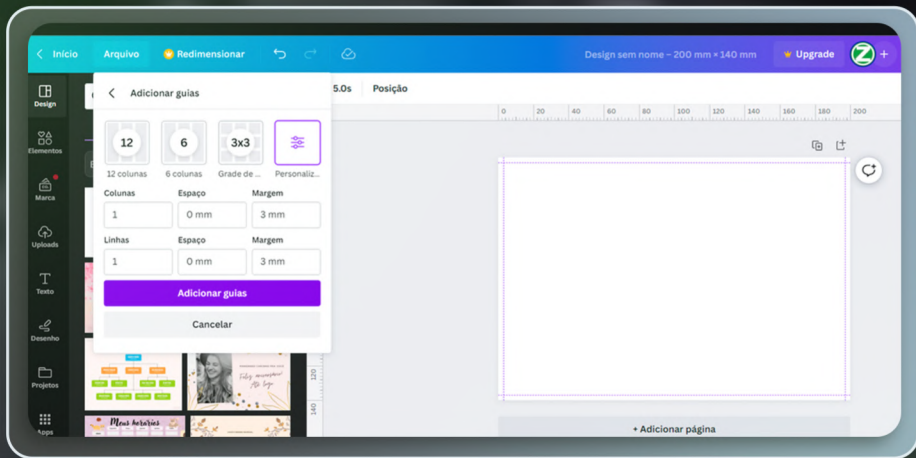 Início Arquivo Redimensionar Design sem nome – 200 mm × 140 mm Upgrade Z +
5.0s Posição
Design
Elementos
Marca
Uploads
Texto
Desenho
Projetos
Apps
Adicionar guias
12 6 3x3
12 colunas 6 colunas Grade de ... Personaliz...
Colunas Espaço Margem
1 0 mm 3 mm
Linhas Espaço Margem
1 0 mm 3 mm
Adicionar guias
Cancelar
0 20 40 60 80 100 120 140 160 180 200
120
140
Meus horários
+ Adicionar página